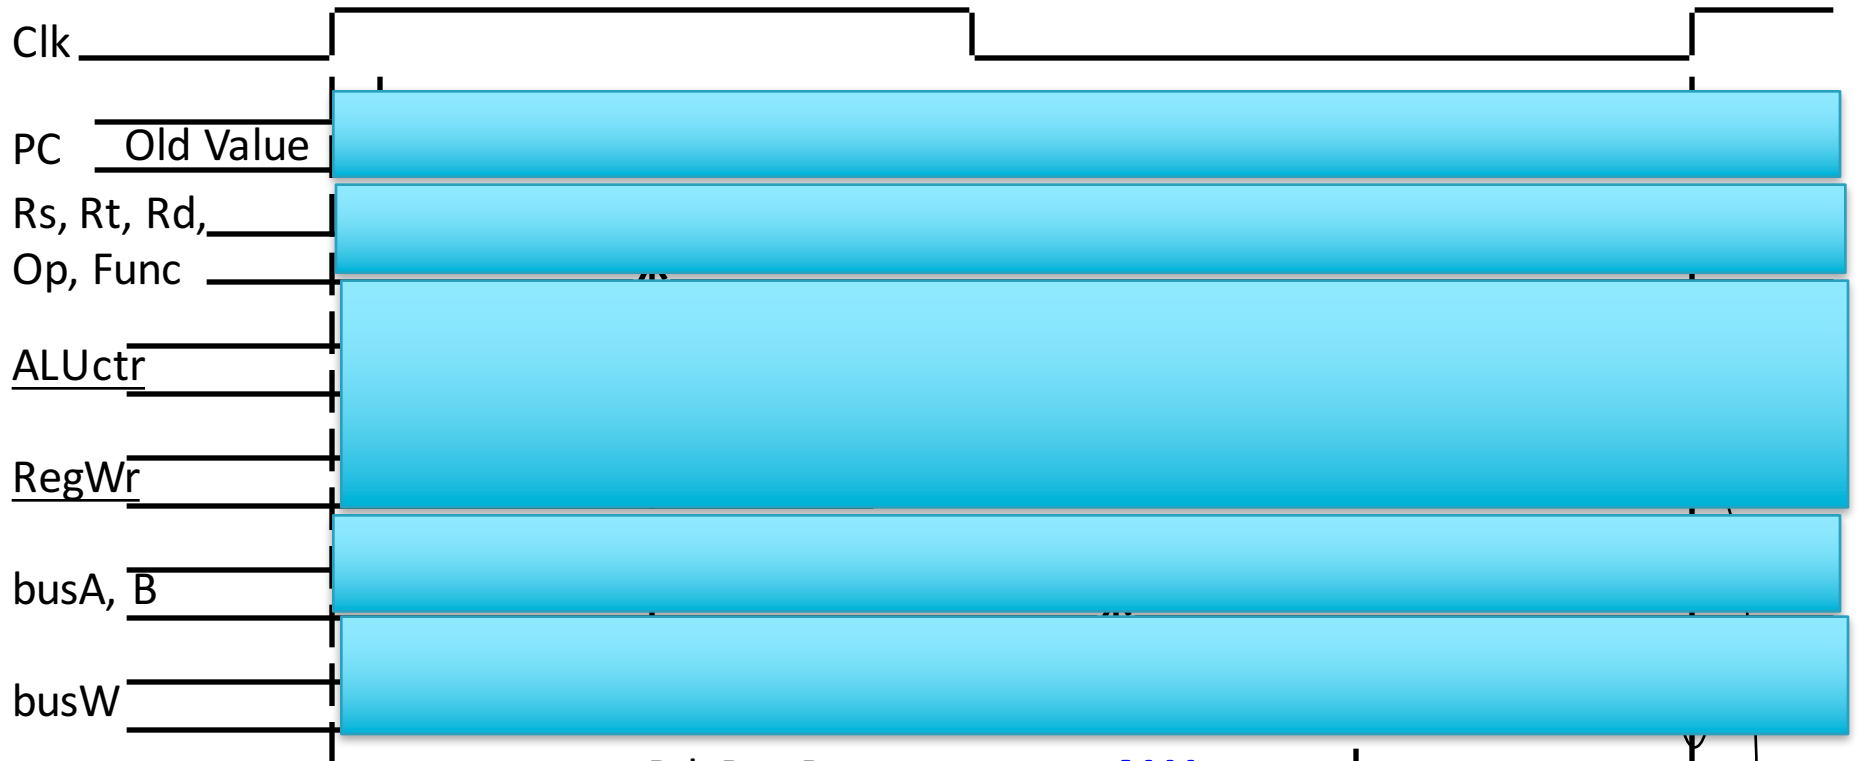 Clk
PC Old Value
Rs, Rt, Rd,
Op, Func
ALUctr
RegWr
busA, B
busW